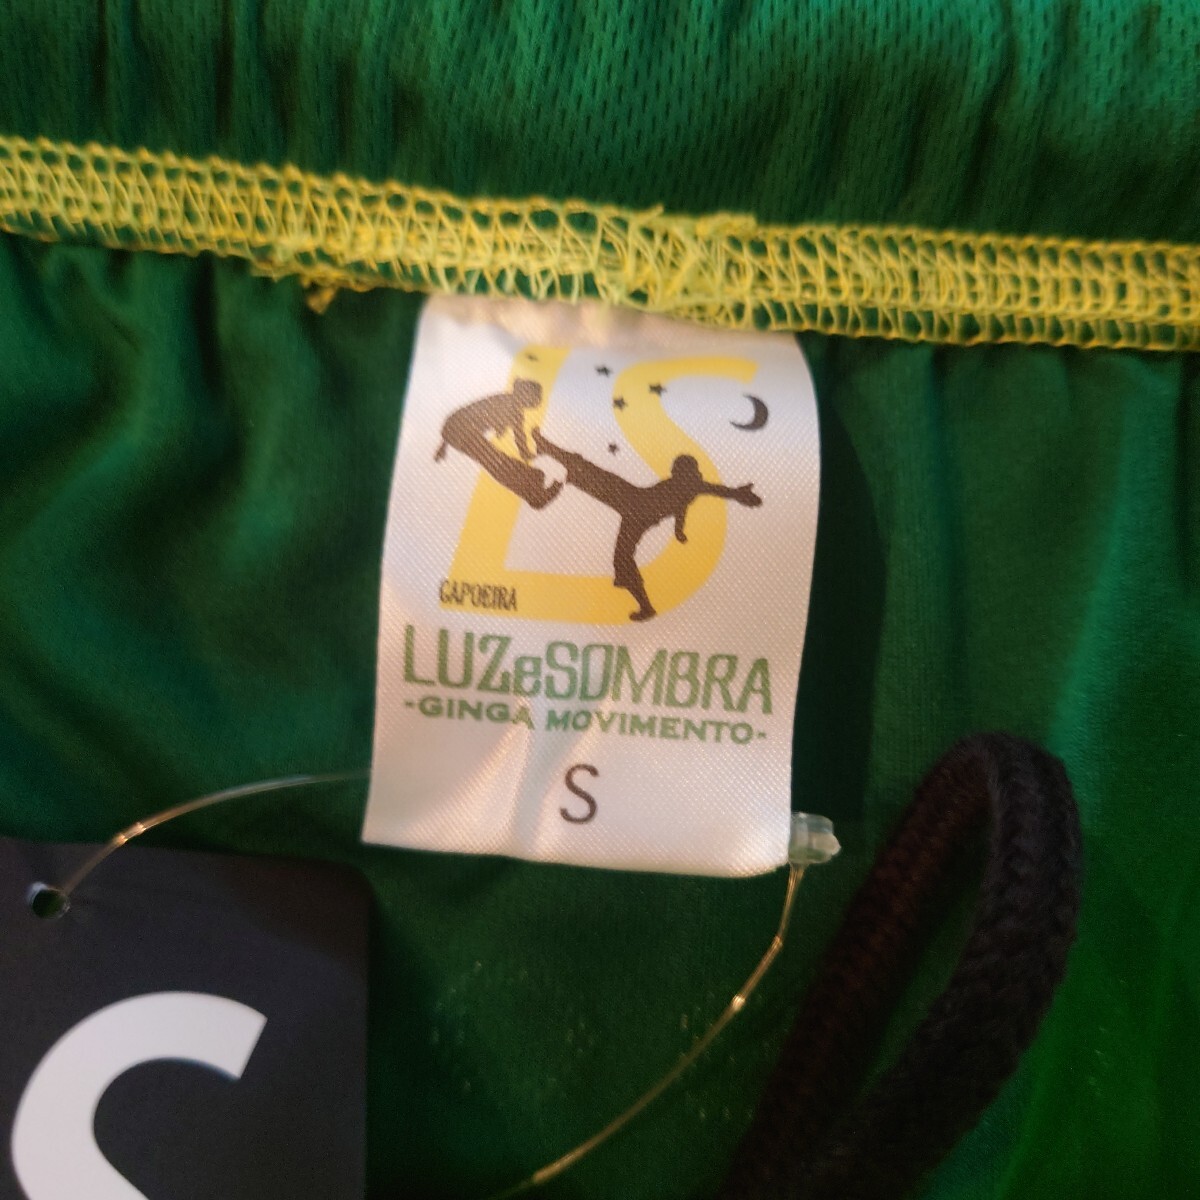 LS
CAPOEIRA
LUZeSOMBRA
-GINGA MOVIMENTO-
S